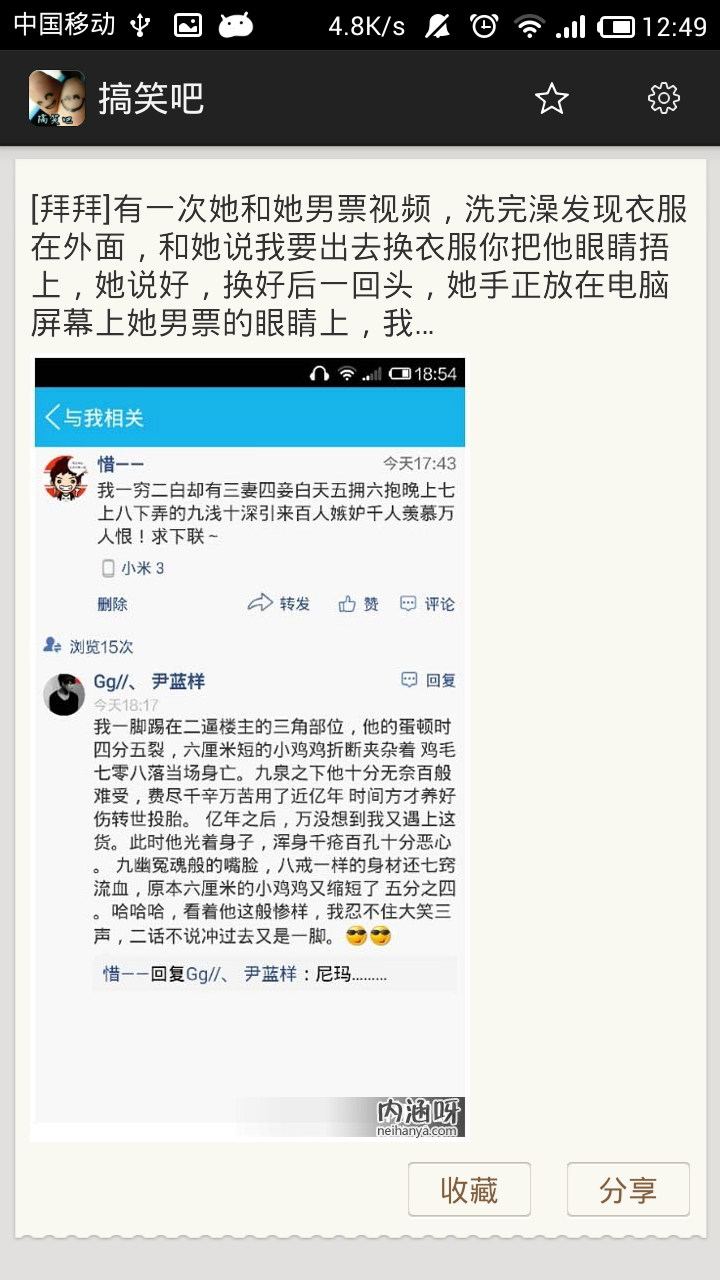 中国移动 4.8K/s 12:49
搞笑吧
[拜拜]有一次她和她男票视频，洗完澡发现衣服
在外面，和她说我要出去换衣服你把他眼睛捂
上，她说好，换好后一回头，她手正放在电脑
屏幕上她男票的眼睛上，我...
18:54
与我相关
惜一一 今天17:43
我一穷二白却有三妻四妾白天五拥六抱晚上七
上八下弄的九浅十深引来百人嫉妒千人羡慕万
人恨！求下联~
小米 3
删除 转发 赞 评论
浏览15次
Gg//、 尹蓝样 回复
今天18:17
我一脚踢在二逼楼主的三角部位，他的蛋顿时
四分五裂，六厘米短的小鸡鸡折断夹杂着 鸡毛
七零八落当场身亡。九泉之下他十分无奈百般
难受，费尽千辛万苦用了近亿年 时间方才养好
伤转世投胎。 亿年之后，万没想到我又遇上这
货。此时他光着身子，浑身千疮百孔十分恶心
。 九幽冤魂般的嘴脸，八戒一样的身材还七窍
流血，原本六厘米的小鸡鸡又缩短了 五分之四
。哈哈哈，看着他这般惨样，我忍不住大笑三
声，二话不说冲过去又是一脚。
惜一一回复Gg//、 尹蓝样：尼玛.........
内涵呀
neihanya.com
收藏 分享